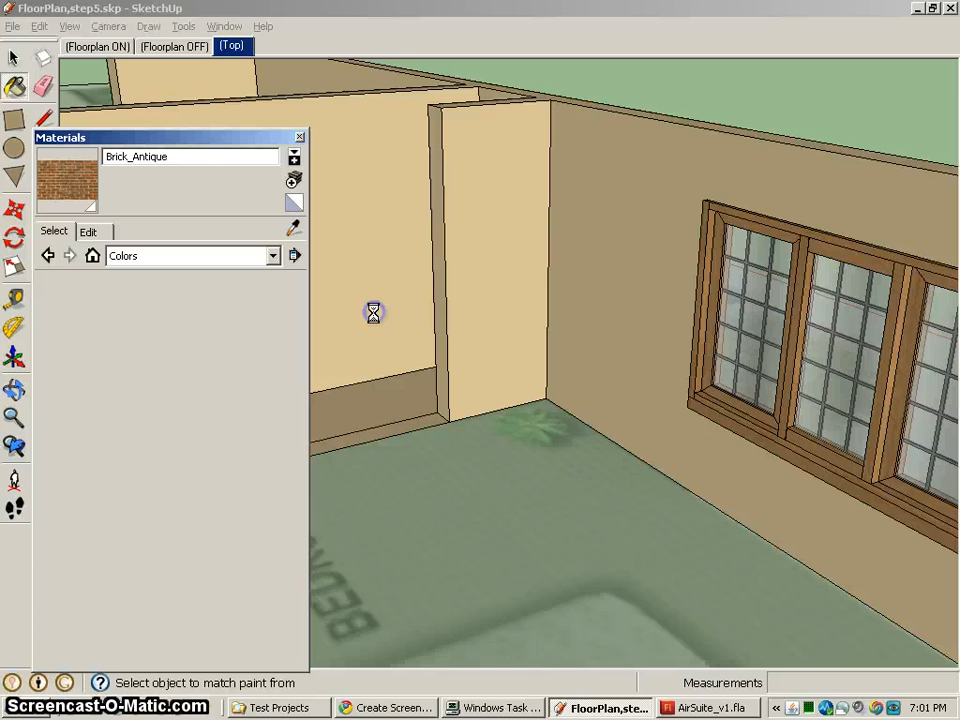 FloorPlan,step5.skp - SketchUp
File Edit View Camera Draw Tools Window Help
(Floorplan ON) (Floorplan OFF) (Top)
Materials
Brick_Antique
Select Edit
Colors
BEDR
Select object to match paint from
Measurements
Screencast-O-Matic.com
Test Projects
Create Screen...
Windows Task ...
FloorPlan,ste...
AirSuite_v1.fla
7:01 PM